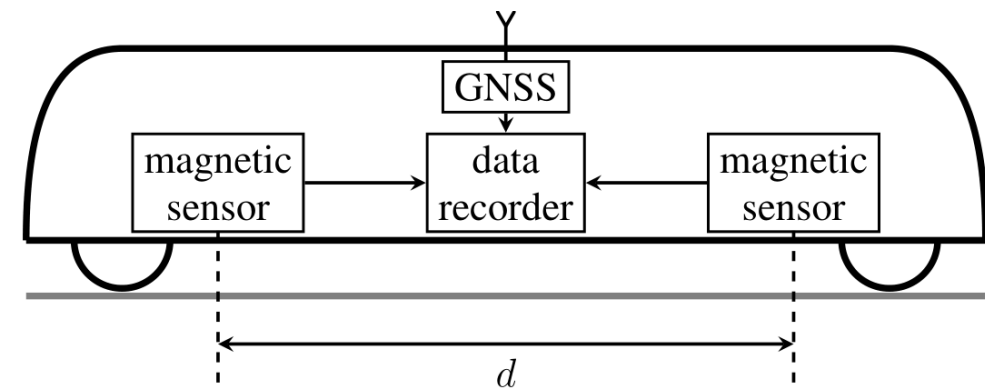 GNSS
magnetic
sensor
data
recorder
magnetic
sensor
d